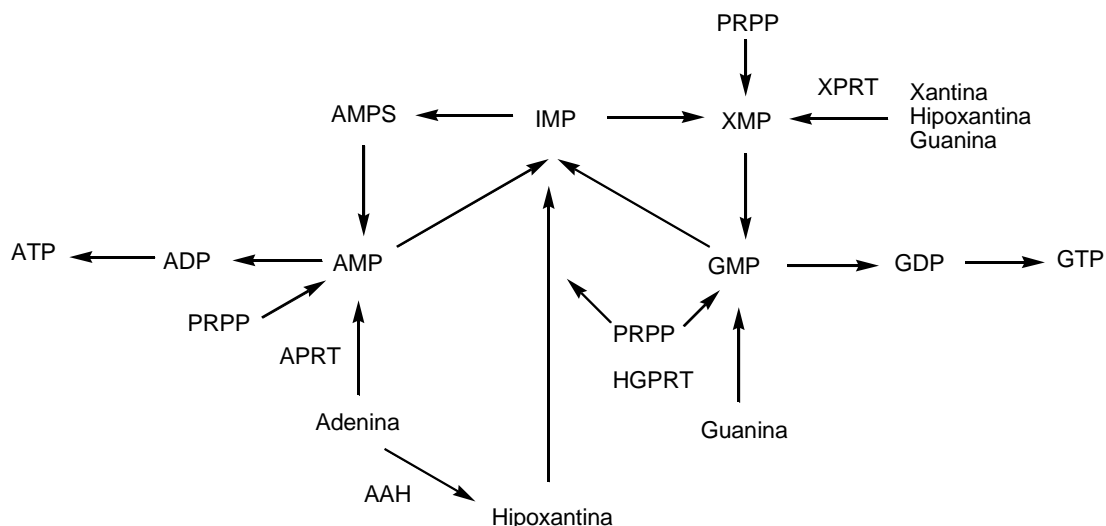 PRPP
XPRT
Xantina
Hipoxantina
Guanina
AMPS
IMP
XMP
ATP
ADP
AMP
GMP
GDP
GTP
PRPP
PRPP
APRT
HGPRT
Adenina
Guanina
AAH
Hipoxantina